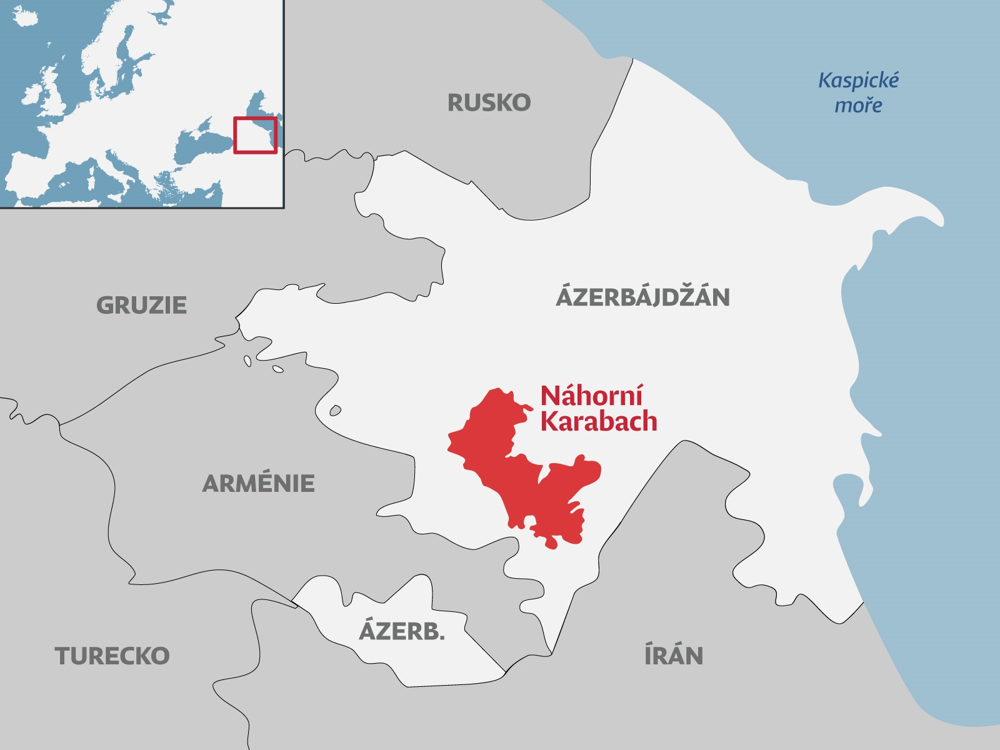 Kaspické
moře
RUSKO
GRUZIE
ÁZERBÁJDŽÁN
Náhorní
Karabach
ARMÉNIE
ÁZERB.
TURECKO
ÍRÁN